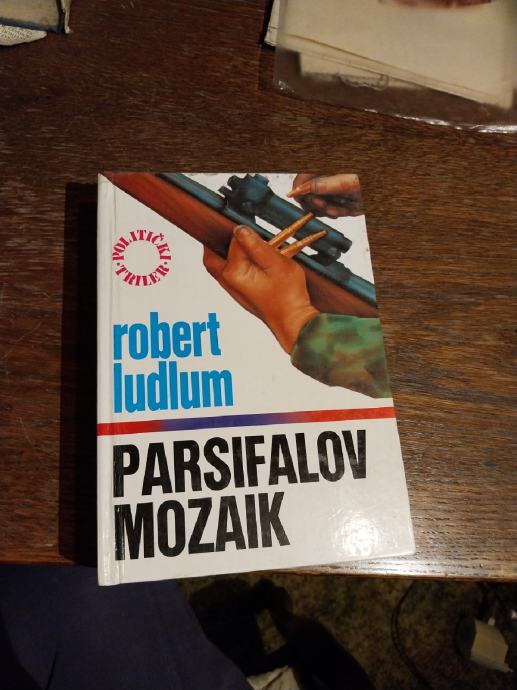 POLITIČKI
TRILER
robert
ludlum
PARSIFALOV
MOZAIK